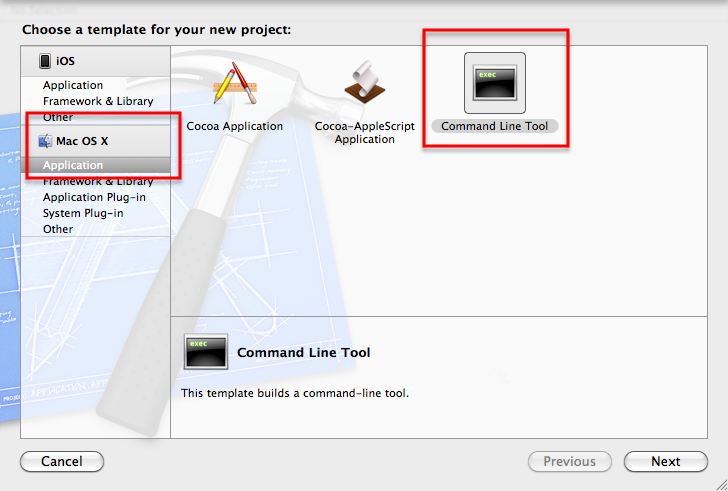 Choose a template for your new project:
iOS
Application
Framework & Library
Other
Mac OS X
Application
Framework & Library
Application Plug-in
System Plug-in
Other
Cocoa Application
Cocoa-AppleScript
Application
exec
Command Line Tool
exec
Command Line Tool
This template builds a command-line tool.
Cancel
Previous
Next